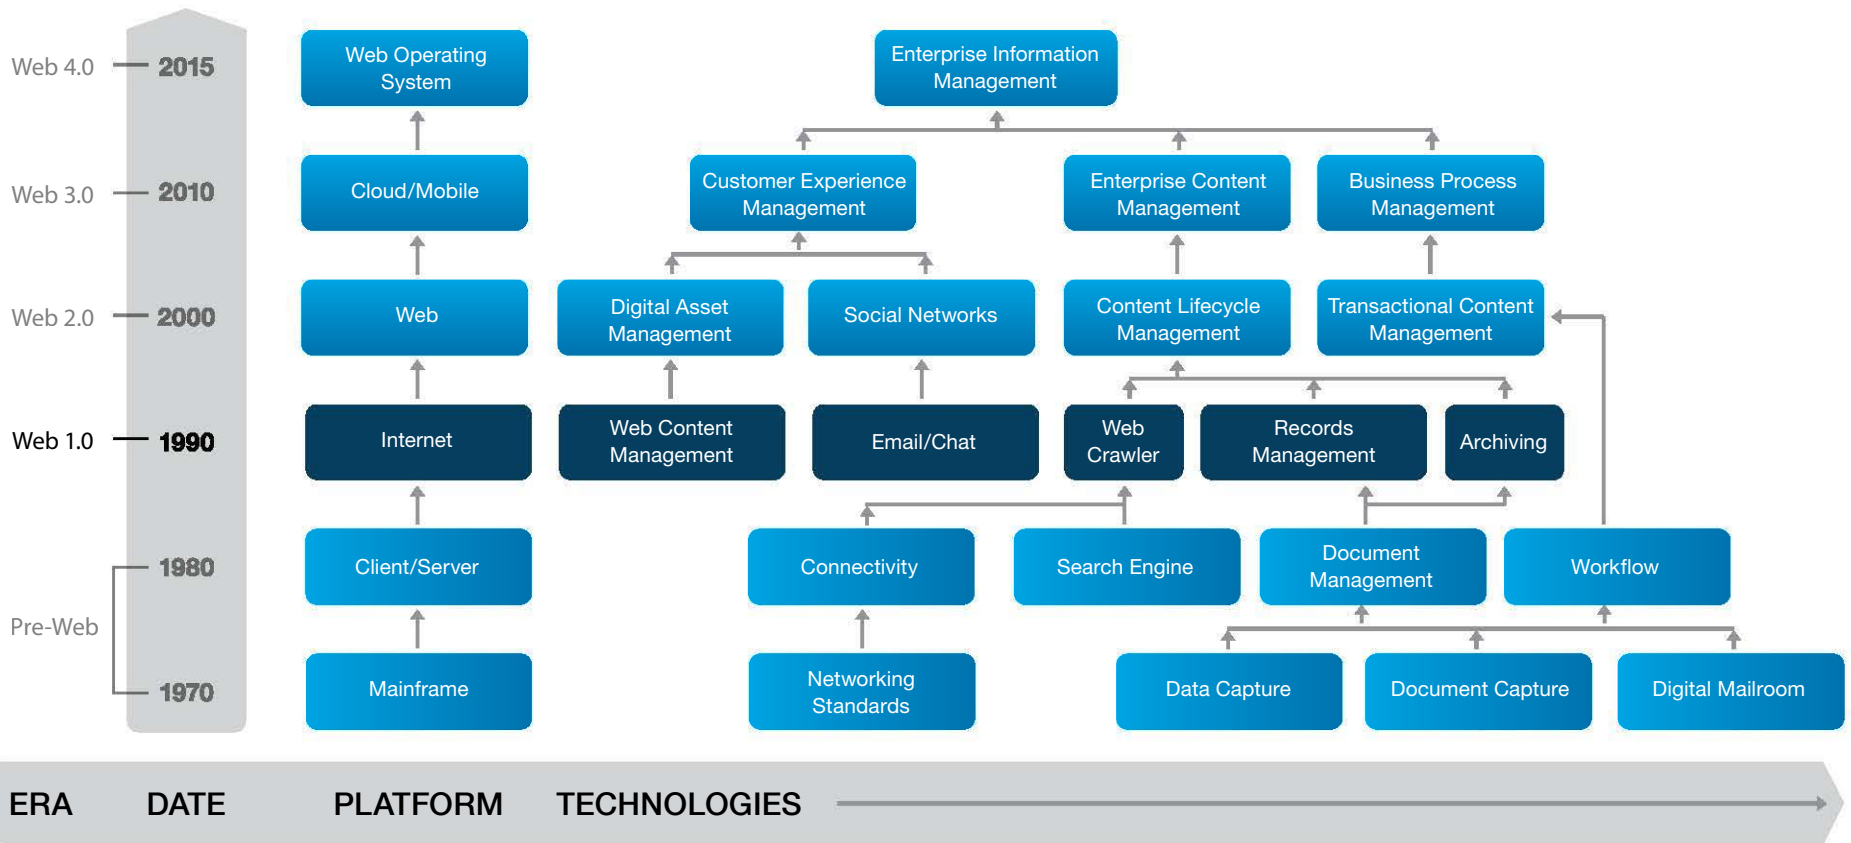 Web 4.0
2015
Web Operating
System
Enterprise Information
Management
Web 3.0
2010
Cloud/Mobile
Customer Experience
Management
Enterprise Content
Management
Business Process
Management
Web 2.0
2000
Web
Digital Asset
Management
Social Networks
Content Lifecycle
Management
Transactional Content
Management
Web 1.0
1990
Internet
Web Content
Management
Email/Chat
Web
Crawler
Records
Management
Archiving
1980
Client/Server
Connectivity
Search Engine
Document
Management
Workflow
Pre-Web
1970
Mainframe
Networking
Standards
Data Capture
Document Capture
Digital Mailroom
ERA
DATE
PLATFORM
TECHNOLOGIES